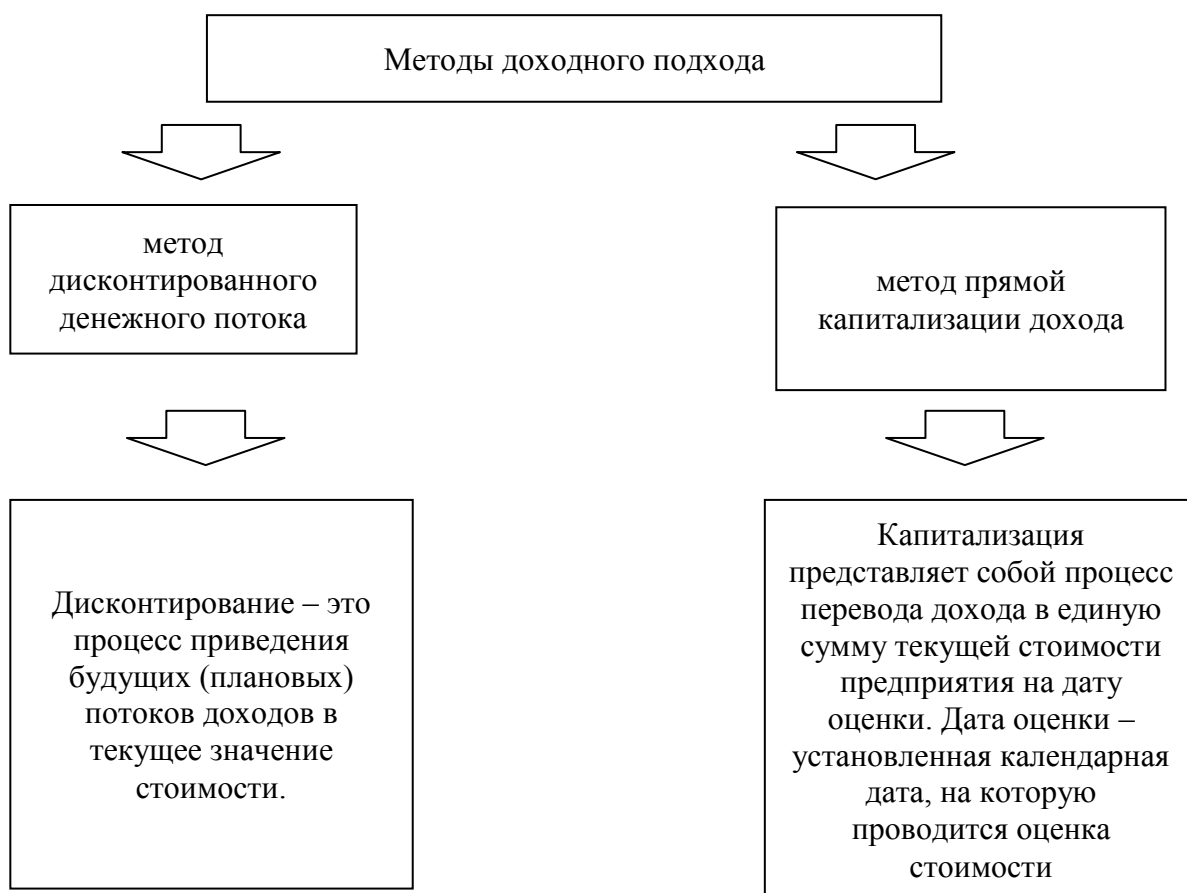 Методы доходного подхода
метод
дисконтированного
денежного потока
метод прямой
капитализации дохода
Дисконтирование – это
процесс приведения
будущих (плановых)
потоков доходов в
текущее значение
стоимости.
Капитализация
представляет собой процесс
перевода дохода в единую
сумму текущей стоимости
предприятия на дату
оценки. Дата оценки –
установленная календарная
дата, на которую
проводится оценка
стоимости